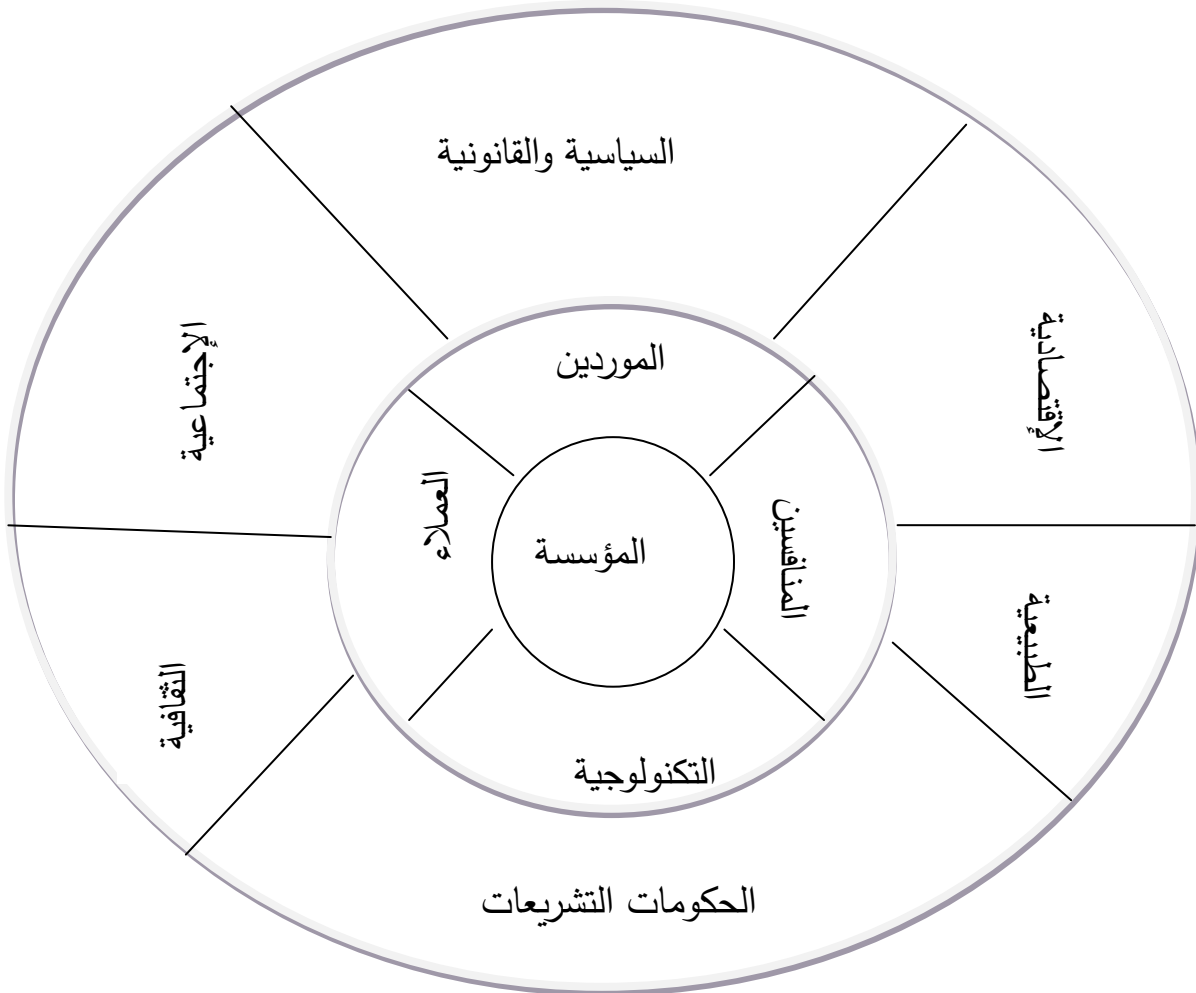 السياسية والقانونية
الإقتصادية
الإجتماعية
الموردين
العملاء
المنافسين
المؤسسة
الطبيعية
الثقافية
التكنولوجية
الحكومات التشريعات